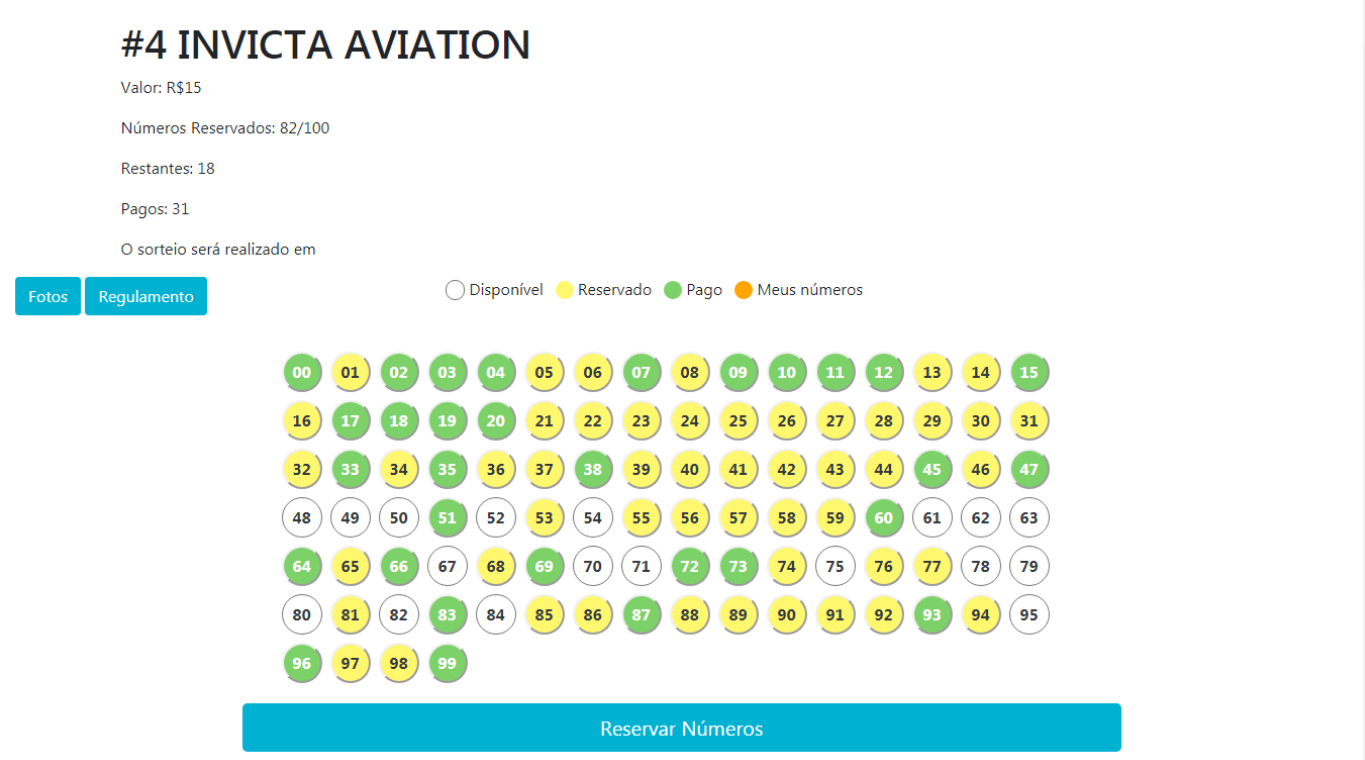 #4 INVICTA AVIATION
Valor: R$15
Números Reservados: 82/100
Restantes: 18
Pagos: 31
O sorteio será realizado em
Fotos Regulamento Disponível Reservado Pago Meus números
00 01 02 03 04 05 06 07 08 09 10 11 12 13 14 15
16 17 18 19 20 21 22 23 24 25 26 27 28 29 30 31
32 33 34 35 36 37 38 39 40 41 42 43 44 45 46 47
48 49 50 51 52 53 54 55 56 57 58 59 60 61 62 63
64 65 66 67 68 69 70 71 72 73 74 75 76 77 78 79
80 81 82 83 84 85 86 87 88 89 90 91 92 93 94 95
96 97 98 99
Reservar Números